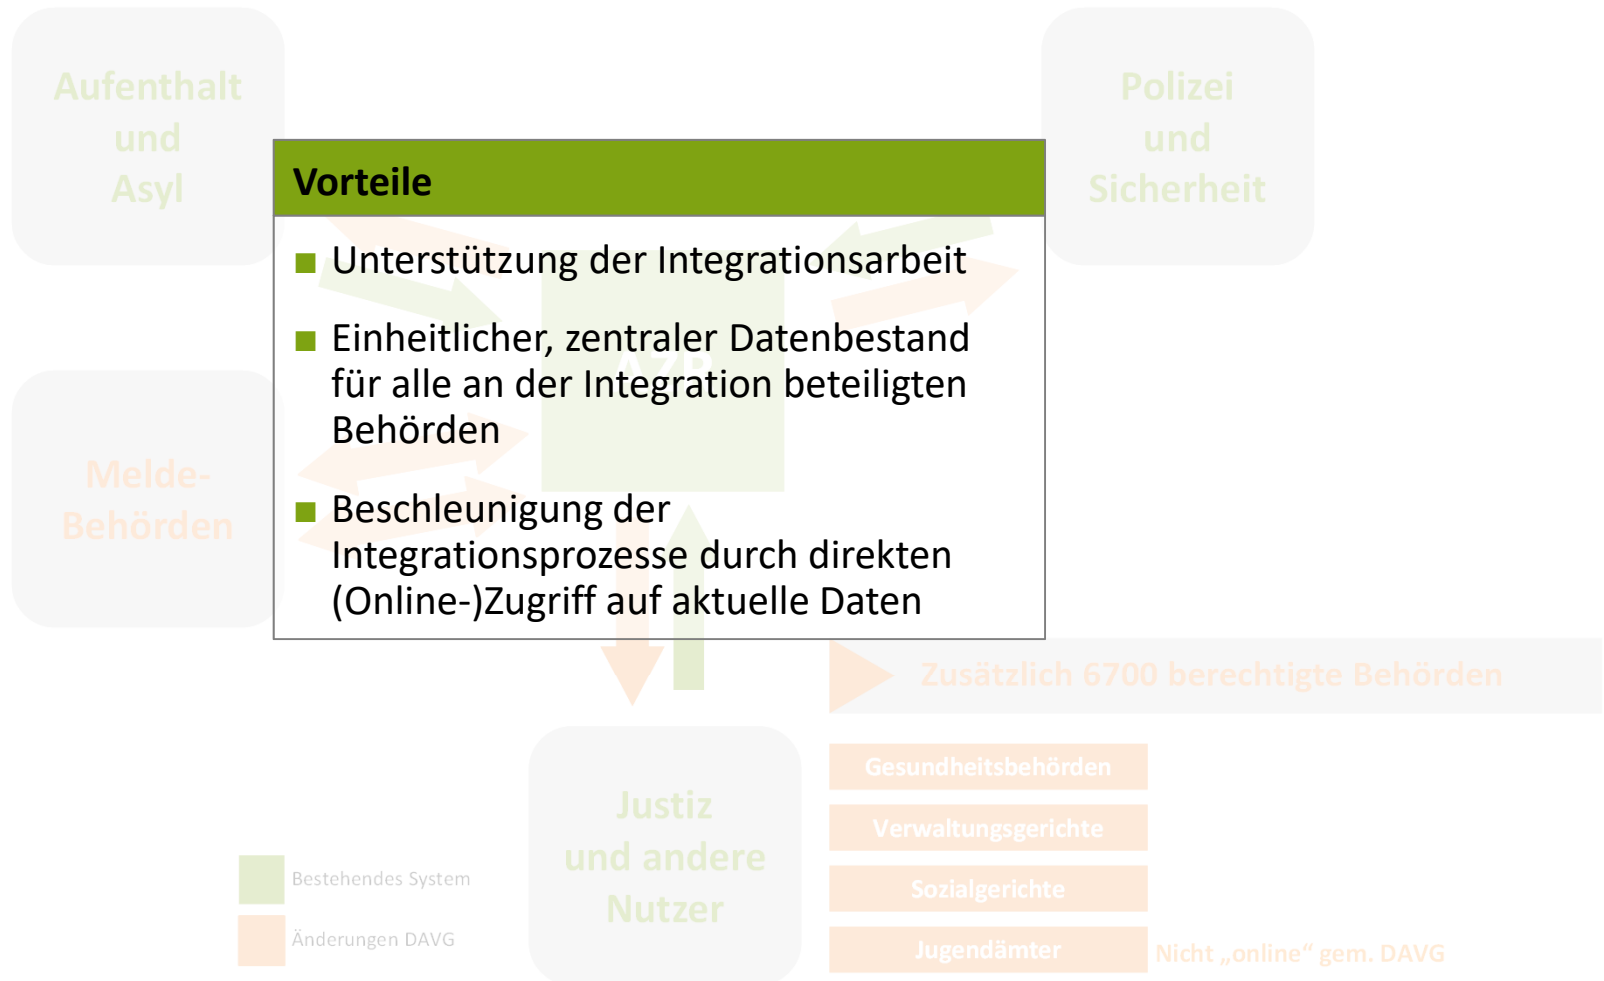 Aufenthalt
und
Asyl
Polizei
und
Sicherheit
Vorteile
Unterstützung der Integrationsarbeit
Einheitlicher, zentraler Datenbestand
für alle an der Integration beteiligten
Behörden
Beschleunigung der
Integrationsprozesse durch direkten
(Online-)Zugriff auf aktuelle Daten
AZR
Melde-
Behörden
Zusätzlich 6700 berechtigte Behörden
Justiz
und andere
Nutzer
Gesundheitsbehörden
Verwaltungsgerichte
Sozialgerichte
Jugendämter
Nicht „online“ gem. DAVG
Bestehendes System
Änderungen DAVG